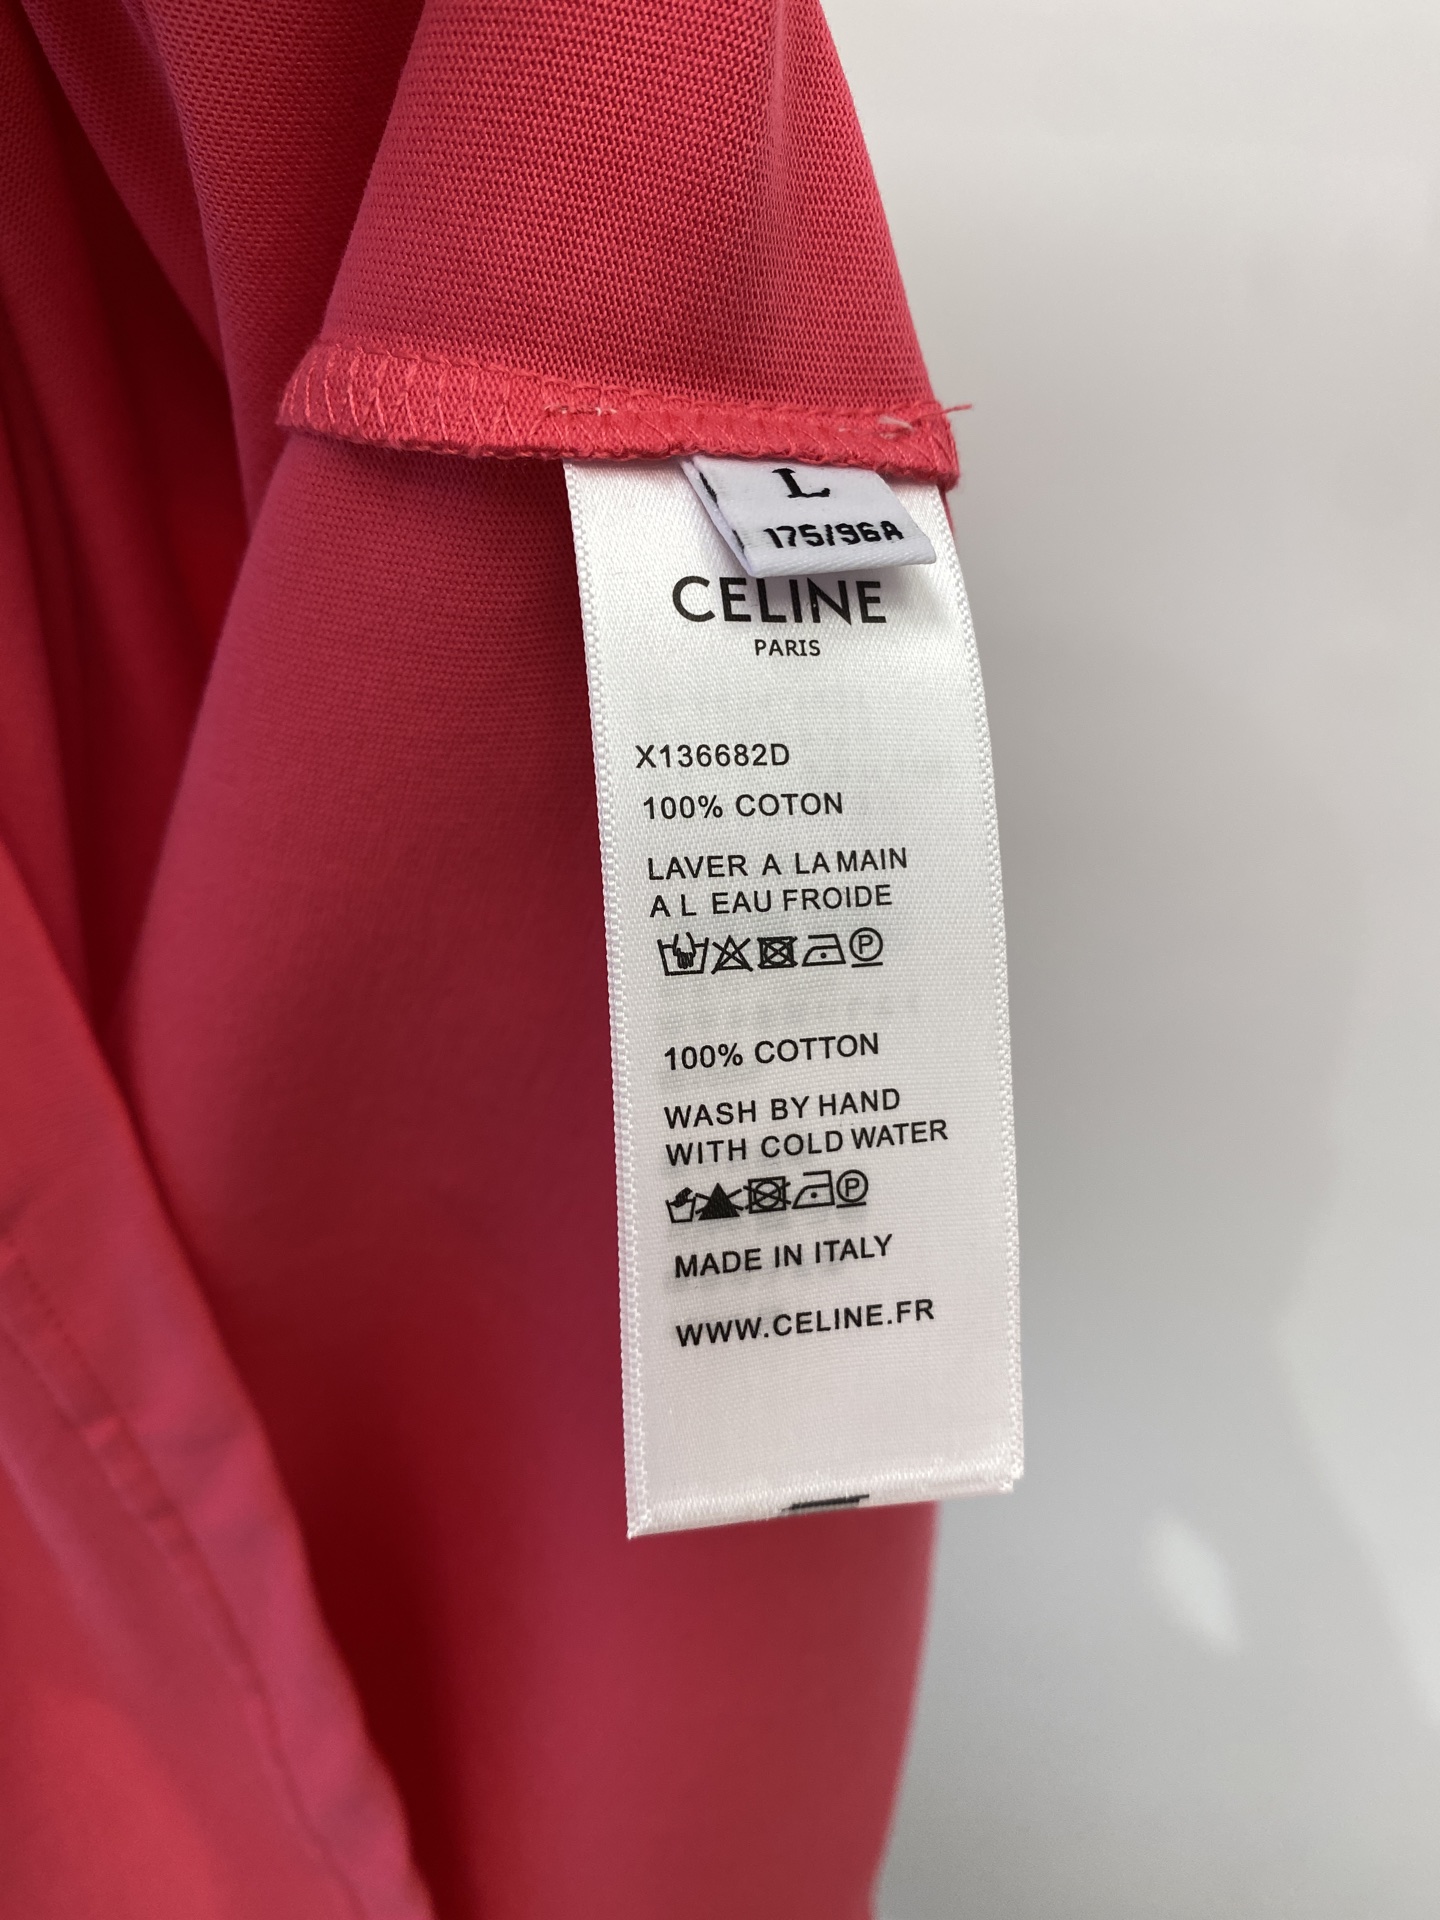 L
175/96A
CELINE
PARIS
X136682D
100% COTON
LAVER A LA MAIN
A L EAU FROIDE
P
100% COTTON
WASH BY HAND
WITH COLD WATER
P
MADE IN ITALY
WWW.CELINE.FR